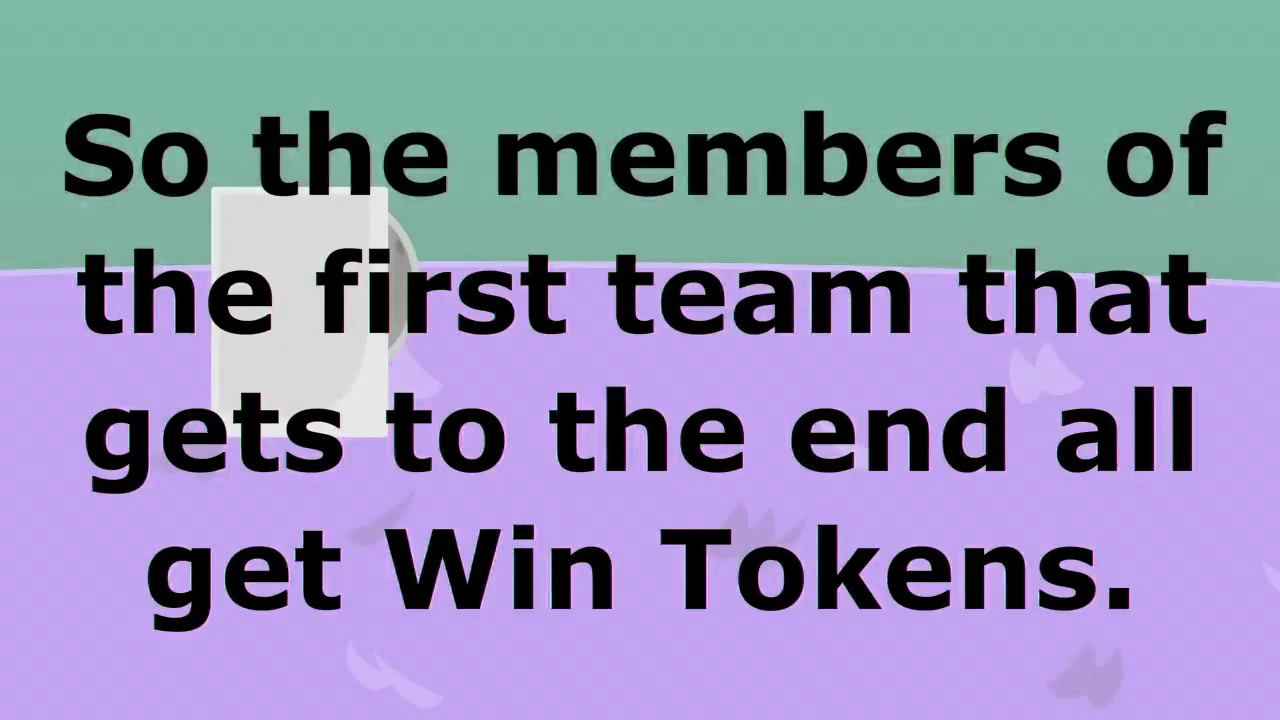 So the members of
the first team that
gets to the end all
get Win Tokens.